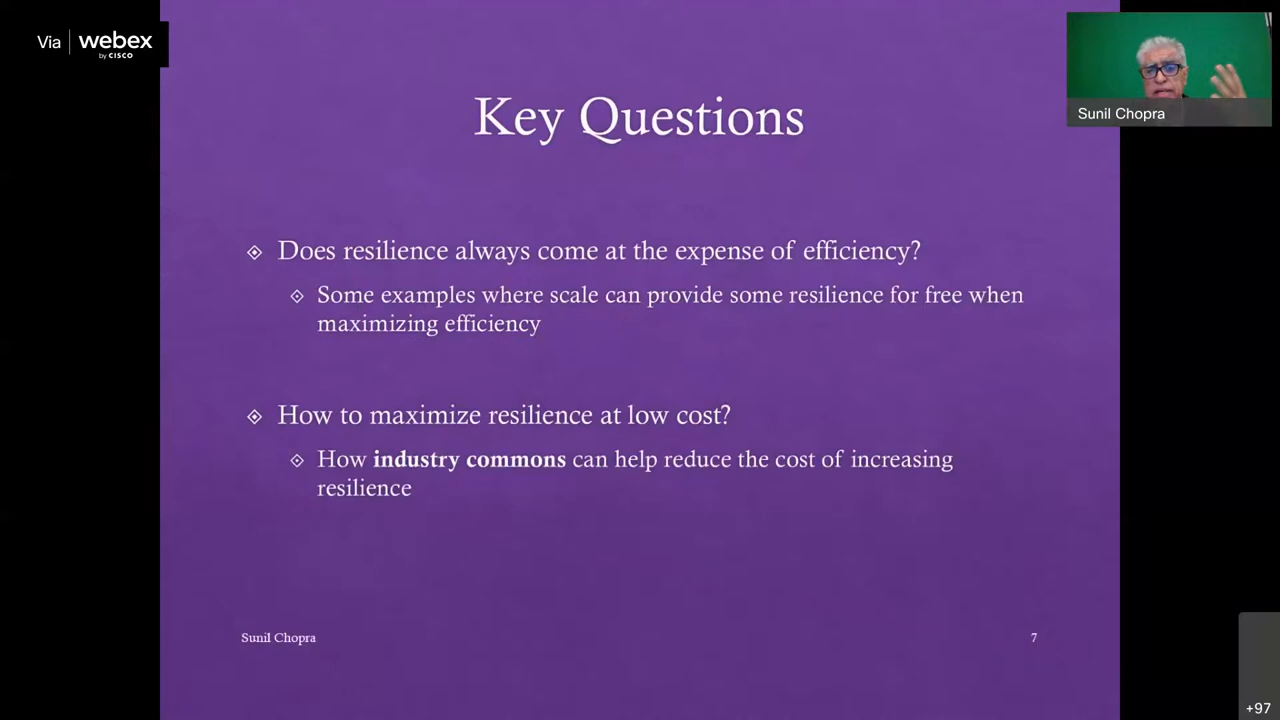 Via webex
by CISCO
Sunil Chopra
Key Questions
Does resilience always come at the expense of efficiency?
Some examples where scale can provide some resilience for free when
maximizing efficiency
How to maximize resilience at low cost?
How industry commons can help reduce the cost of increasing
resilience
Sunil Chopra
7
+97